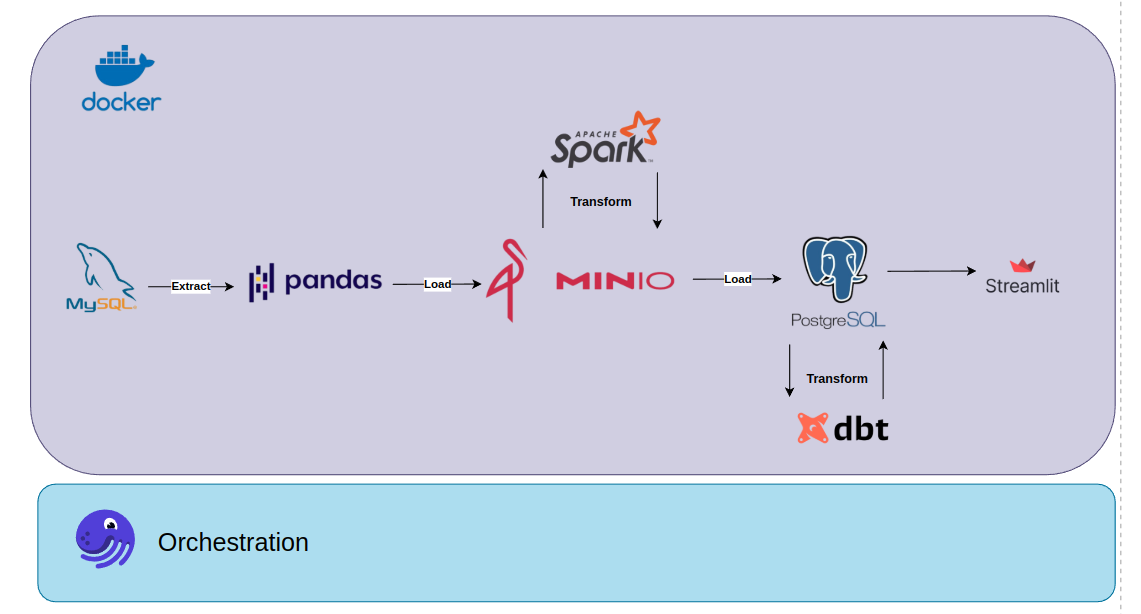 docker
APACHE
Spark
Transform
MySQL
Extract
pandas
Load
MINIO
Load
PostgreSQL
Streamlit
Transform
dbt
Orchestration